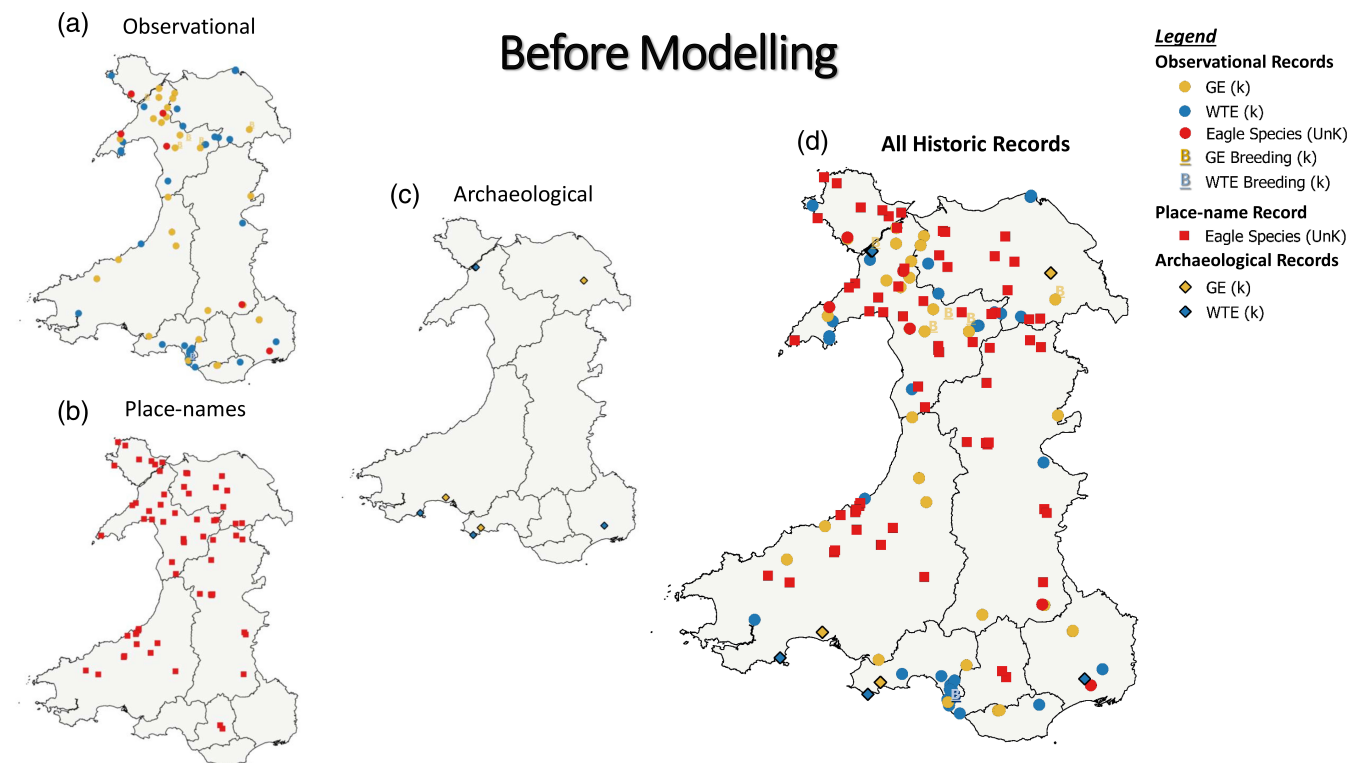 Before Modelling
(a)
Observational
(b)
Place-names
(c)
Archaeological
(d)
All Historic Records
B
B
B
B
B
B
B
B
B
B
Legend
Observational Records
GE (k)
WTE (k)
Eagle Species (UnK)
B GE Breeding (k)
B WTE Breeding (k)
Place-name Record
Eagle Species (UnK)
Archaeological Records
GE (k)
WTE (k)